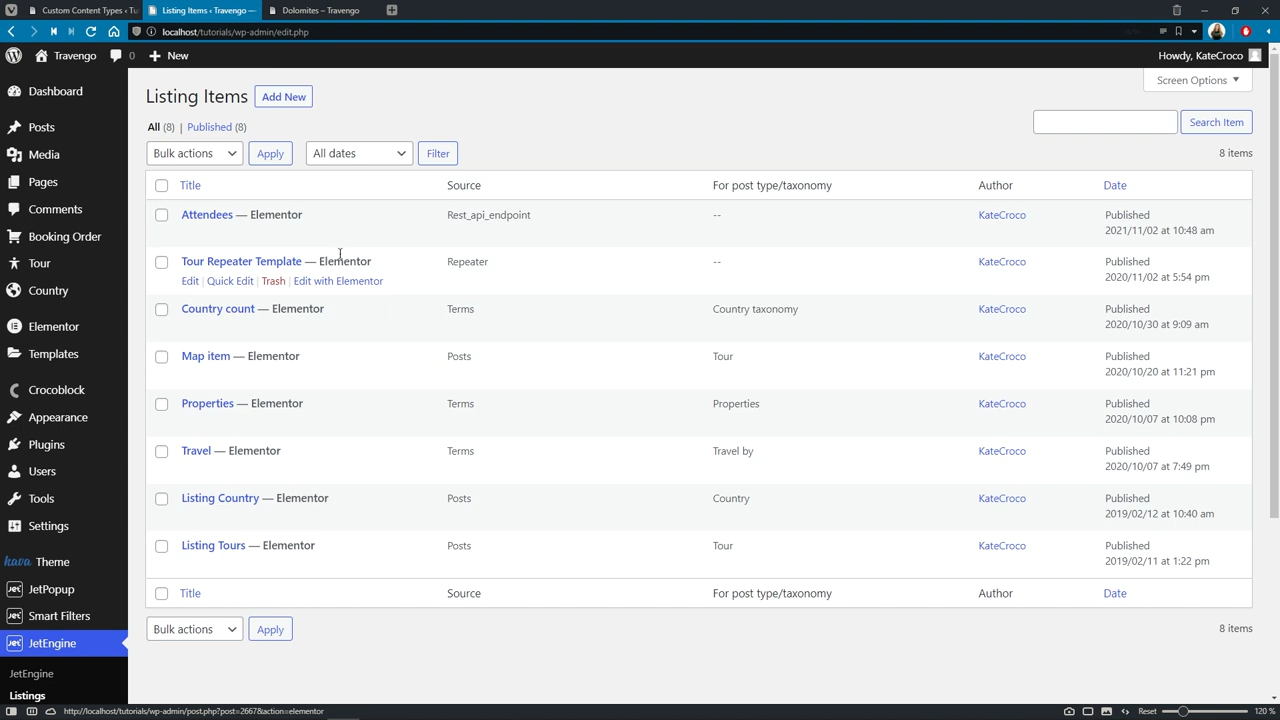 Custom Content Types ‹ Tu
Listing Items ‹ Travengo —
Dolomites – Travengo
localhost/tutorials/wp-admin/edit.php
Travengo
0
New
Howdy, KateCroco
Screen Options
Dashboard
Posts
Media
Pages
Comments
Booking Order
Tour
Country
Elementor
Templates
Crocoblock
Appearance
Plugins
Users
Tools
Settings
hava Theme
JetPopup
Smart Filters
JetEngine
JetEngine
Listings
Listing Items
Add New
All (8) | Published (8)
Search Item
Bulk actions
Apply
All dates
Filter
8 items
Title Source For post type/taxonomy Author Date
Attendees — Elementor Rest_api_endpoint -- KateCroco Published
2021/11/02 at 10:48 am
Tour Repeater Template — Elementor Repeater -- KateCroco Published
Edit | Quick Edit | Trash | Edit with Elementor 2020/11/02 at 5:54 pm
Country count — Elementor Terms Country taxonomy KateCroco Published
2020/10/30 at 9:09 am
Map item — Elementor Posts Tour KateCroco Published
2020/10/20 at 11:21 pm
Properties — Elementor Terms Properties KateCroco Published
2020/10/07 at 10:08 pm
Travel — Elementor Terms Travel by KateCroco Published
2020/10/07 at 7:49 pm
Listing Country — Elementor Posts Country KateCroco Published
2019/02/12 at 10:40 am
Listing Tours — Elementor Posts Tour KateCroco Published
2019/02/11 at 1:22 pm
Title Source For post type/taxonomy Author Date
Bulk actions
Apply
8 items
http://localhost/tutorials/wp-admin/post.php?post=2667&action=elementor
Reset
120 %